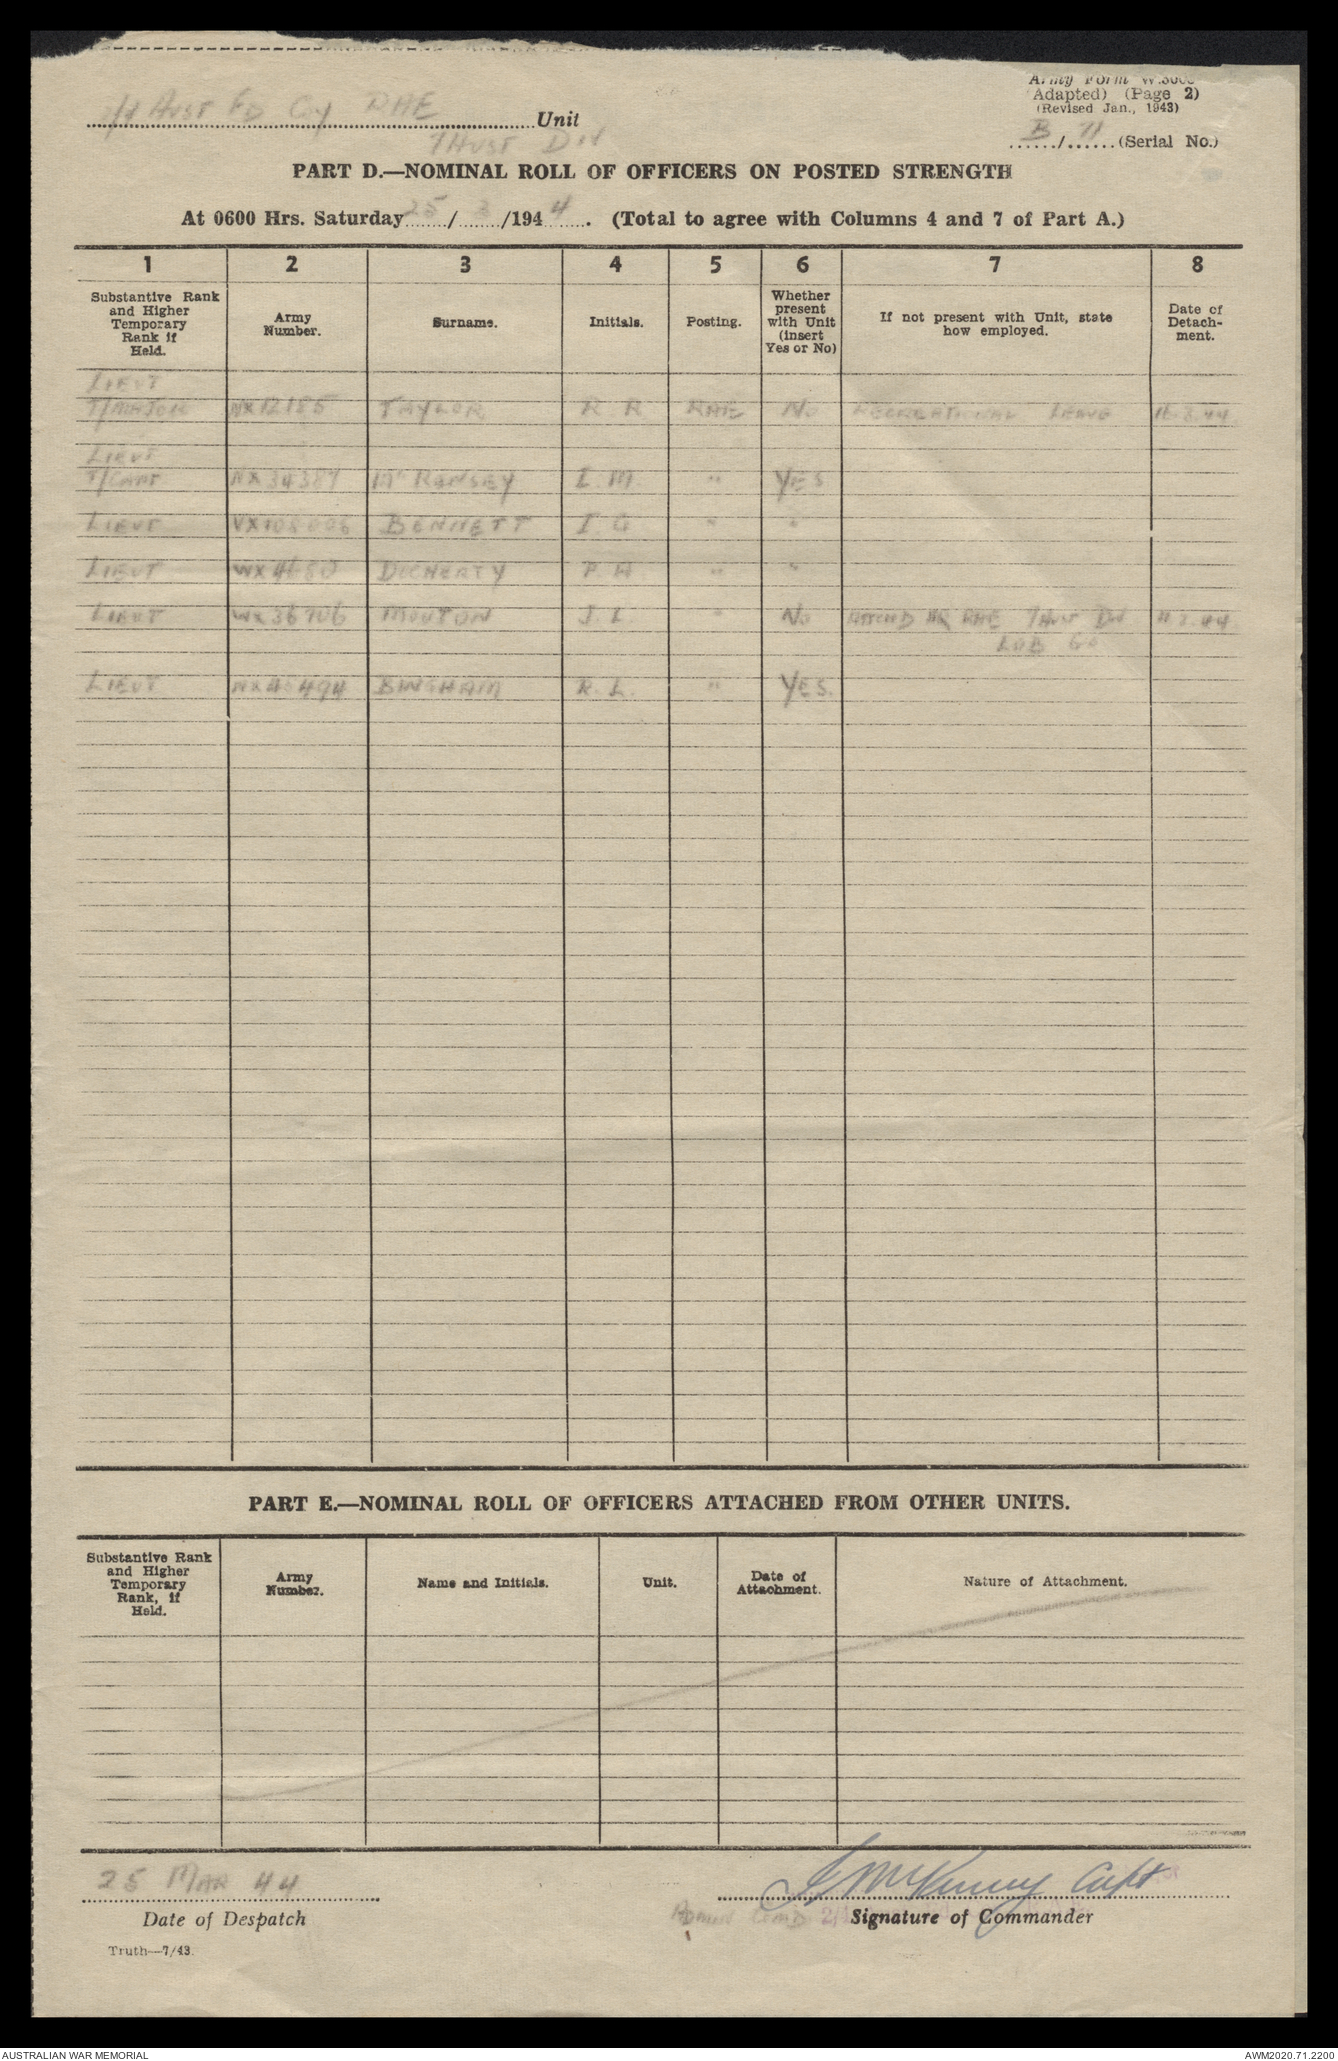 Army Form
Adapted) (Page 2)
(Revised Jan., 1943)
Aust Fd Coy RAE Unit
7 Aust Div
B/11 (Serial No.)
PART D.—NOMINAL ROLL OF OFFICERS ON POSTED STRENGTH
At 0600 Hrs. Saturday 25/3/1944. (Total to agree with Columns 4 and 7 of Part A.)
1 2 3 4 5 6 7 8
Substantive Rank and Higher Temporary Rank if Held. Army Number. Surname. Initials. Posting. Whether present with Unit (insert Yes or No) If not present with Unit, state how employed. Date of Detachment.
LIEUT
T/MAJOR NX12185 TAYLOR R R RAE No RECREATIONAL LEAVE
LIEUT
T/CAPT NX34387 I. M. " YES
LIEUT BENNETT I G " "
LIEUT DOCHERTY P. A. " "
LIEUT WX36706 MOUTON J. L. " No HQ RAE 7 Aust Div
LOB
LIEUT BINGHAM R. L. " YES.
PART E.—NOMINAL ROLL OF OFFICERS ATTACHED FROM OTHER UNITS.
Substantive Rank and Higher Temporary Rank, if Held. Army Number. Name and Initials. Unit. Date of Attachment. Nature of Attachment.
25 MAR 44 Capt
Date of Despatch Signature of Commander
Truth—7/43.
AUSTRALIAN WAR MEMORIAL AWM2020.71.2200